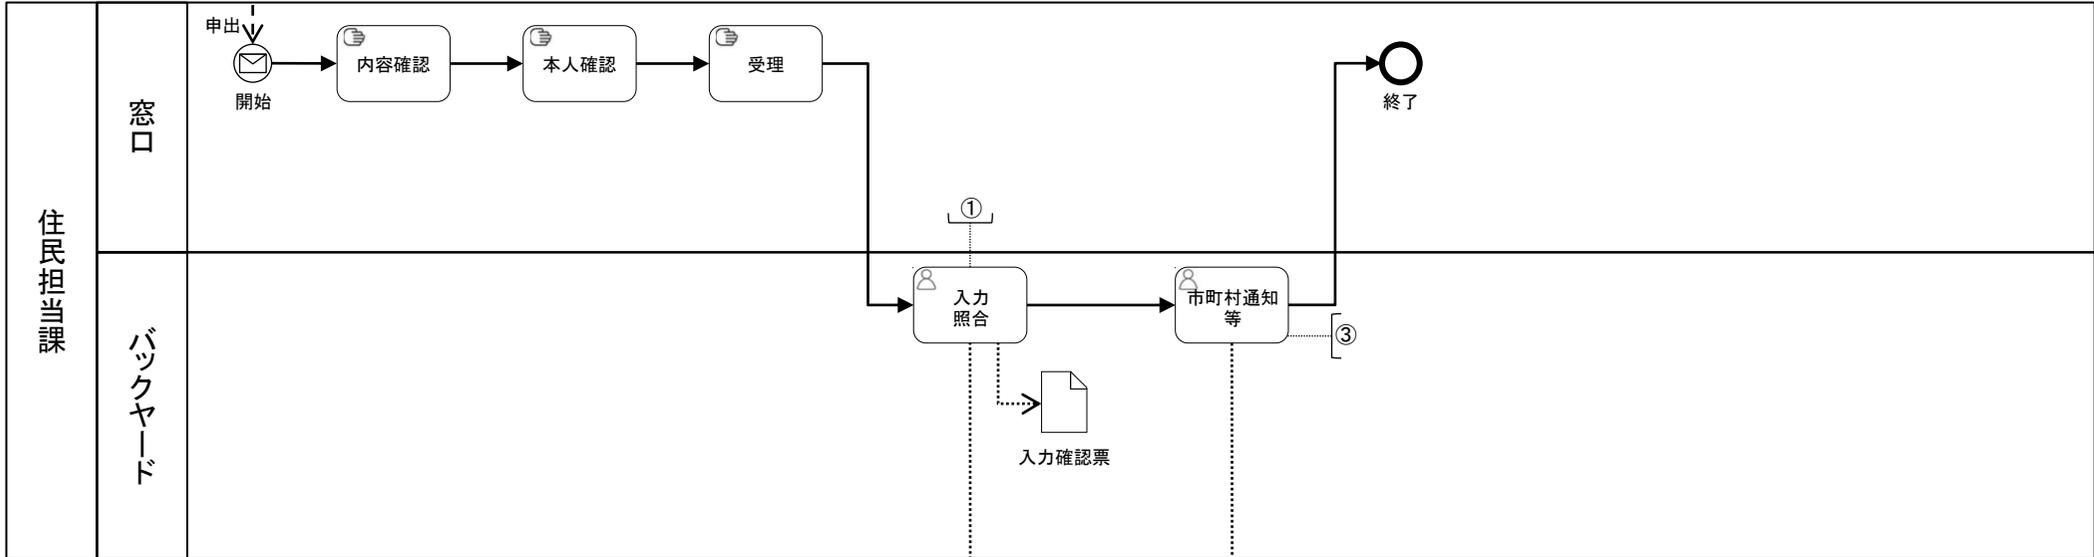 住民担当課
窓口
申出
開始
内容確認
本人確認
受理
終了
①
バックヤード
入力
照合
市町村通知
等
③
入力確認票